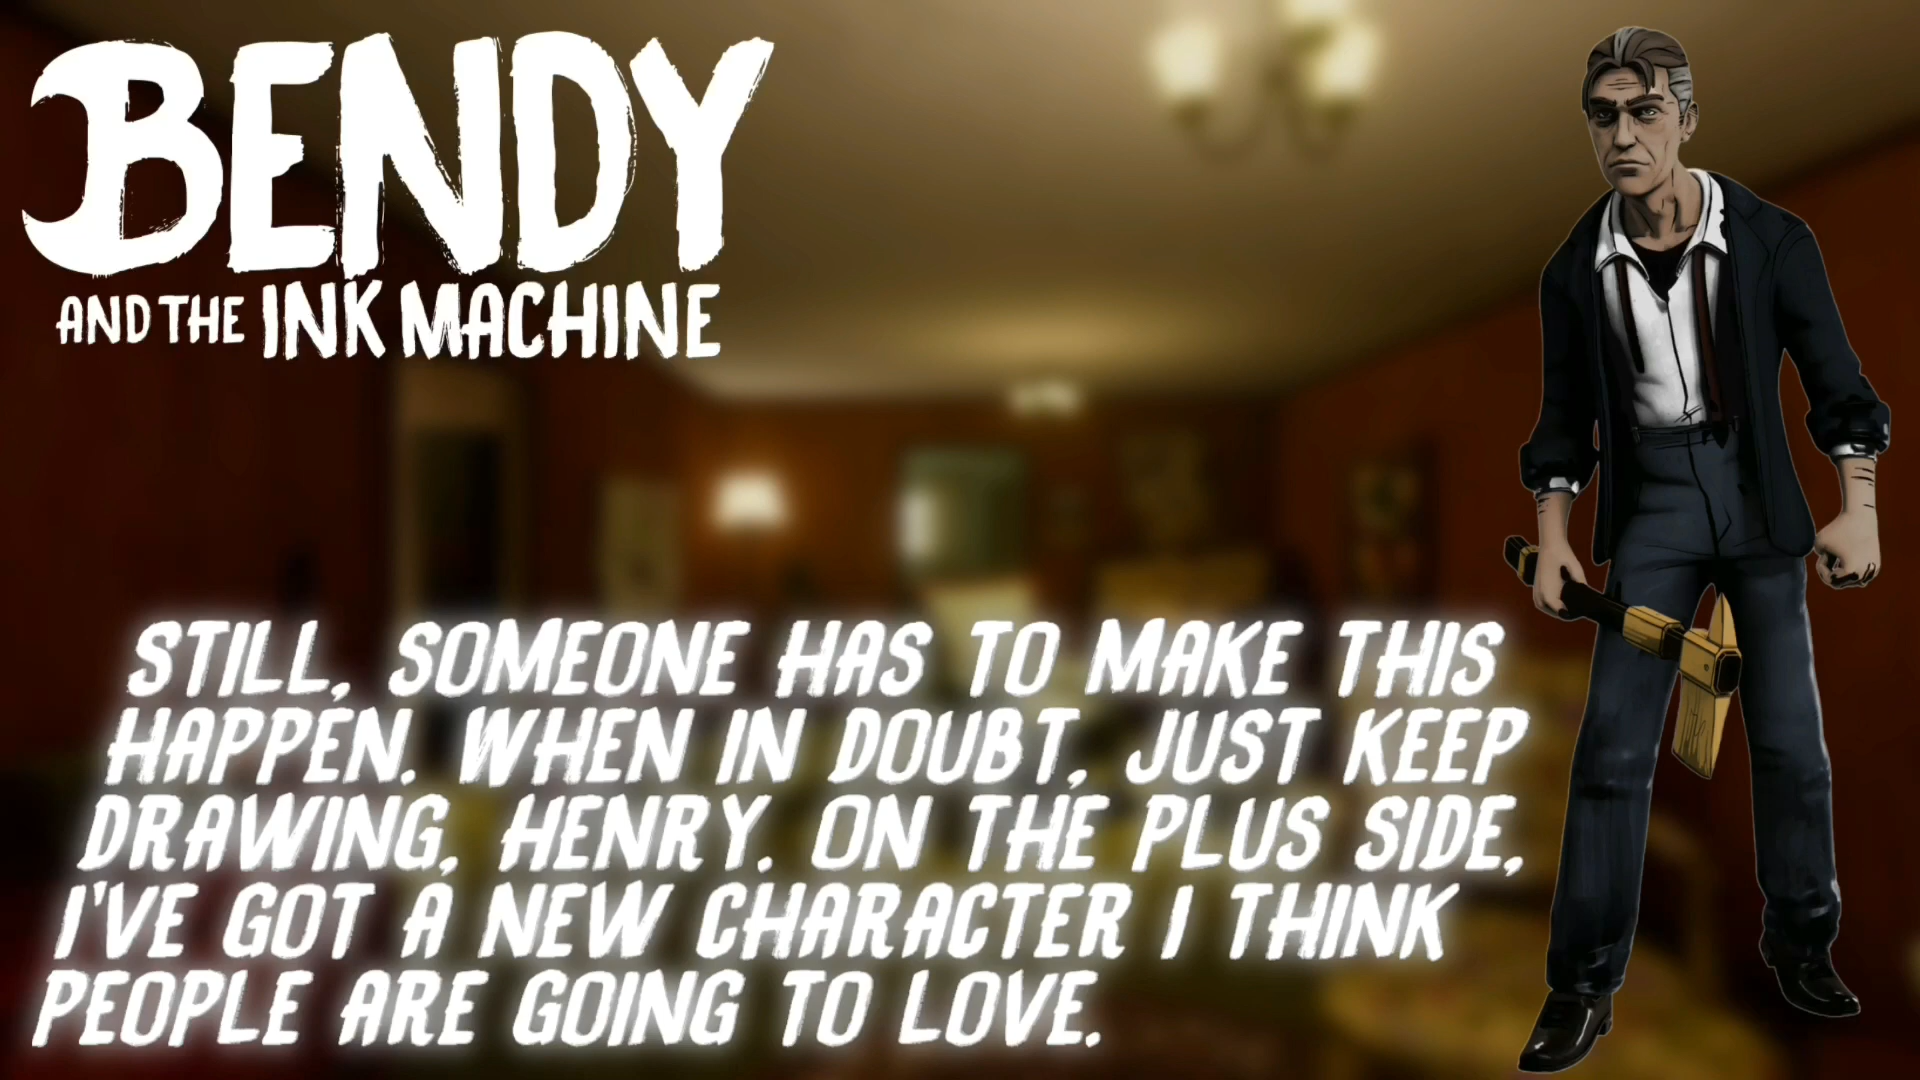 BENDY
AND THE INK MACHINE
STILL, SOMEONE HAS TO MAKE THIS
HAPPEN. WHEN IN DOUBT, JUST KEEP
DRAWING, HENRY. ON THE PLUS SIDE,
I'VE GOT A NEW CHARACTER I THINK
PEOPLE ARE GOING TO LOVE.